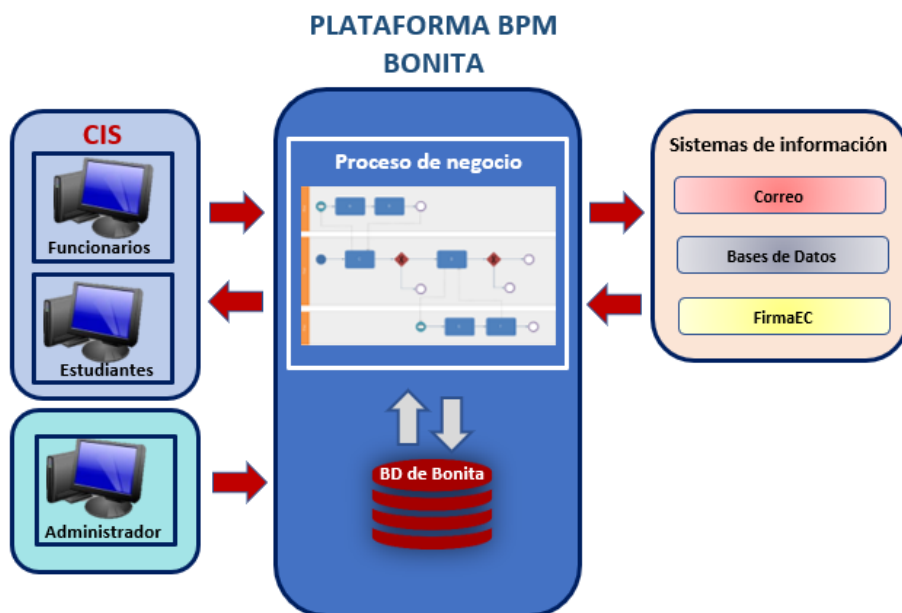 PLATAFORMA BPM
BONITA
CIS
Funcionarios
Estudiantes
Administrador
Proceso de negocio
BD de Bonita
Sistemas de información
Correo
Bases de Datos
FirmaEC